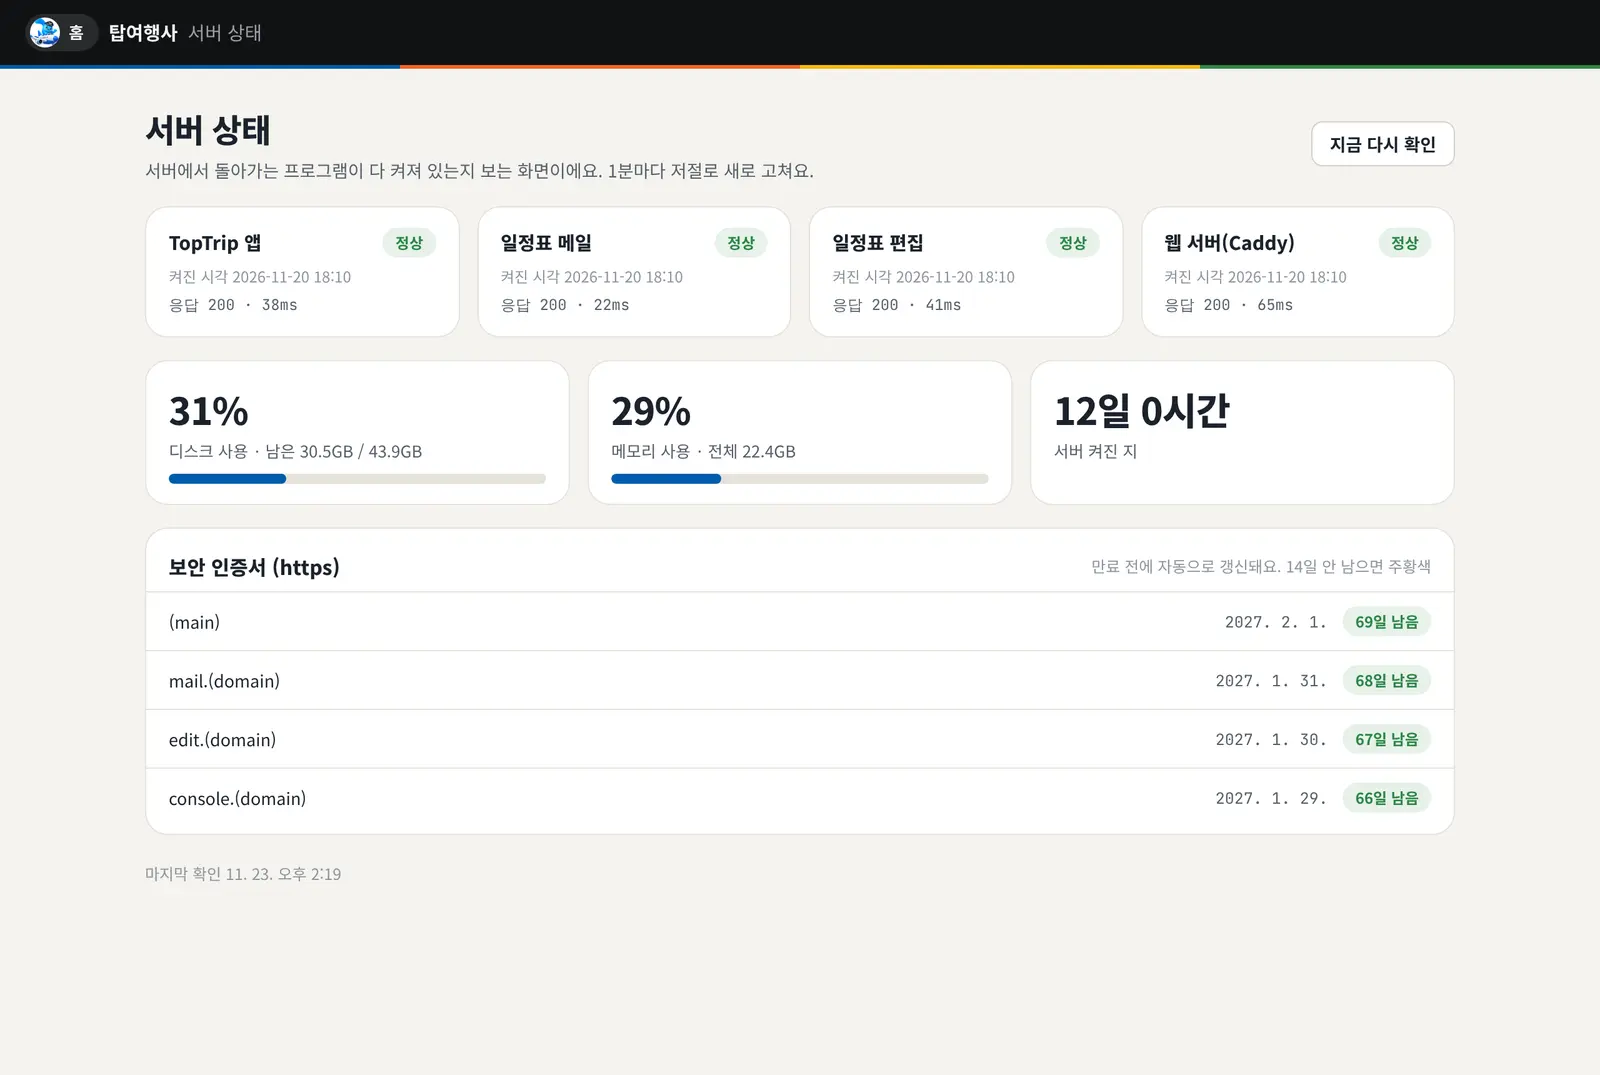 홈 탑여행사 서버 상태
서버 상태
지금 다시 확인
서버에서 돌아가는 프로그램이 다 켜져 있는지 보는 화면이에요. 1분마다 저절로 새로 고쳐요.
TopTrip 앱 정상
켜진 시각 2026-11-20 18:10
응답 200 · 38ms
일정표 메일 정상
켜진 시각 2026-11-20 18:10
응답 200 · 22ms
일정표 편집 정상
켜진 시각 2026-11-20 18:10
응답 200 · 41ms
웹 서버(Caddy) 정상
켜진 시각 2026-11-20 18:10
응답 200 · 65ms
31%
디스크 사용 · 남은 30.5GB / 43.9GB
29%
메모리 사용 · 전체 22.4GB
12일 0시간
서버 켜진 지
보안 인증서 (https) 만료 전에 자동으로 갱신돼요. 14일 안 남으면 주황색
(main) 2027. 2. 1. 69일 남음
mail.(domain) 2027. 1. 31. 68일 남음
edit.(domain) 2027. 1. 30. 67일 남음
console.(domain) 2027. 1. 29. 66일 남음
마지막 확인 11. 23. 오후 2:19